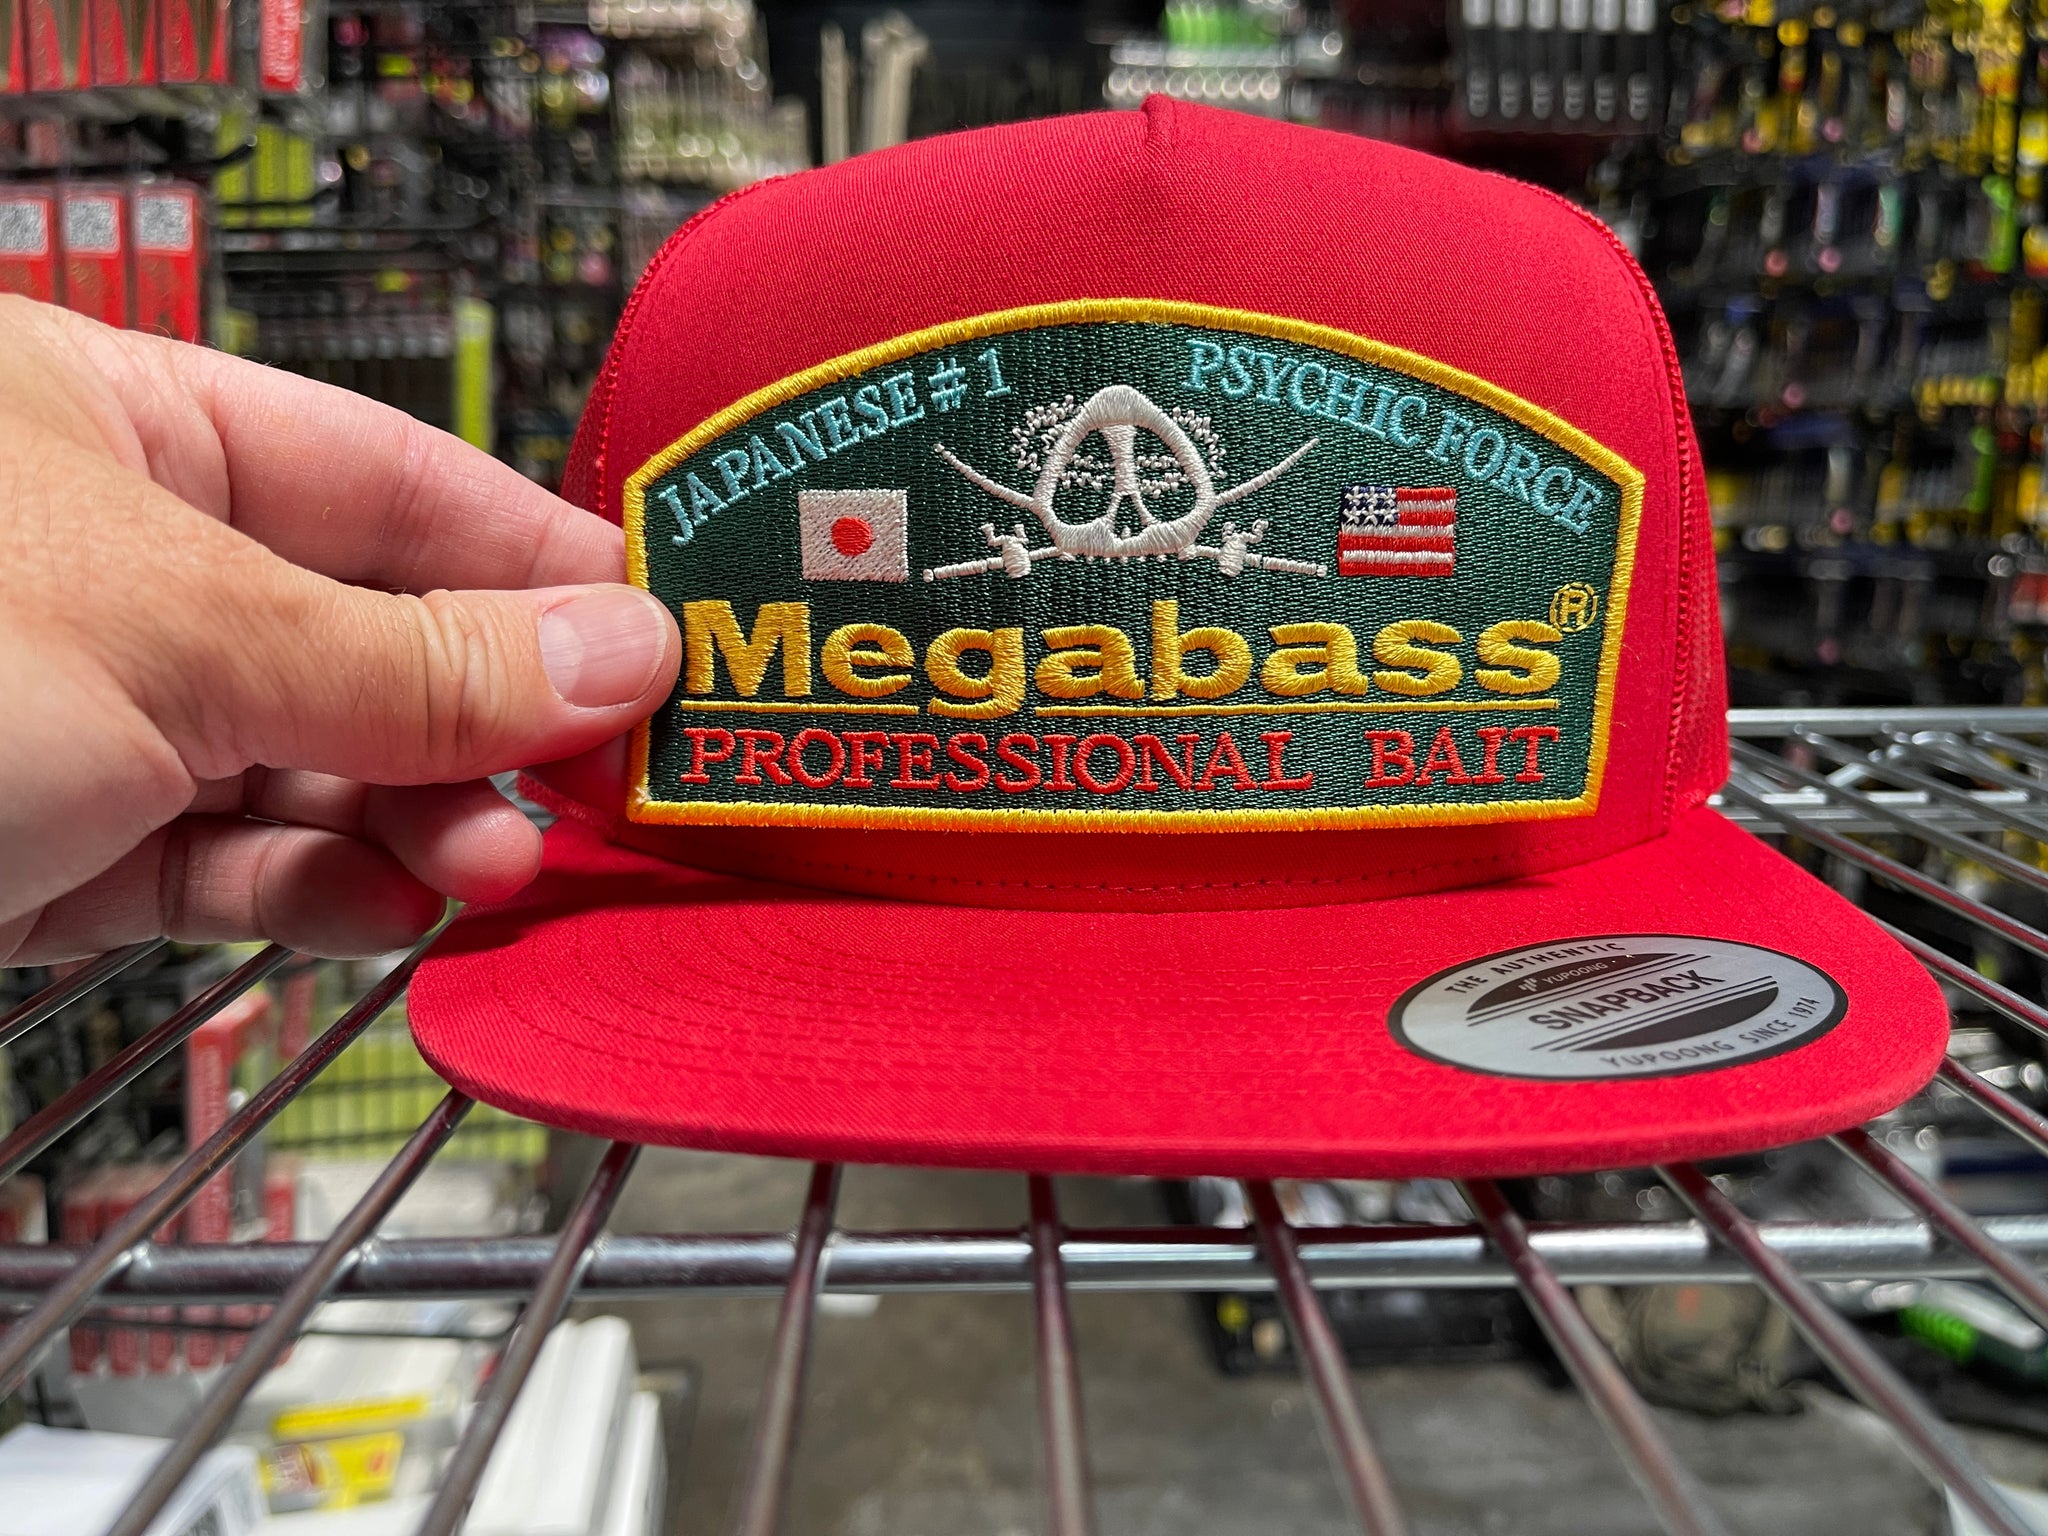 JAPANESE #1
PSYCHIC FORCE
Megabass®
PROFESSIONAL BAIT
THE AUTHENTIC
YUPOONG
SNAPBACK
YUPOONG SINCE 1974